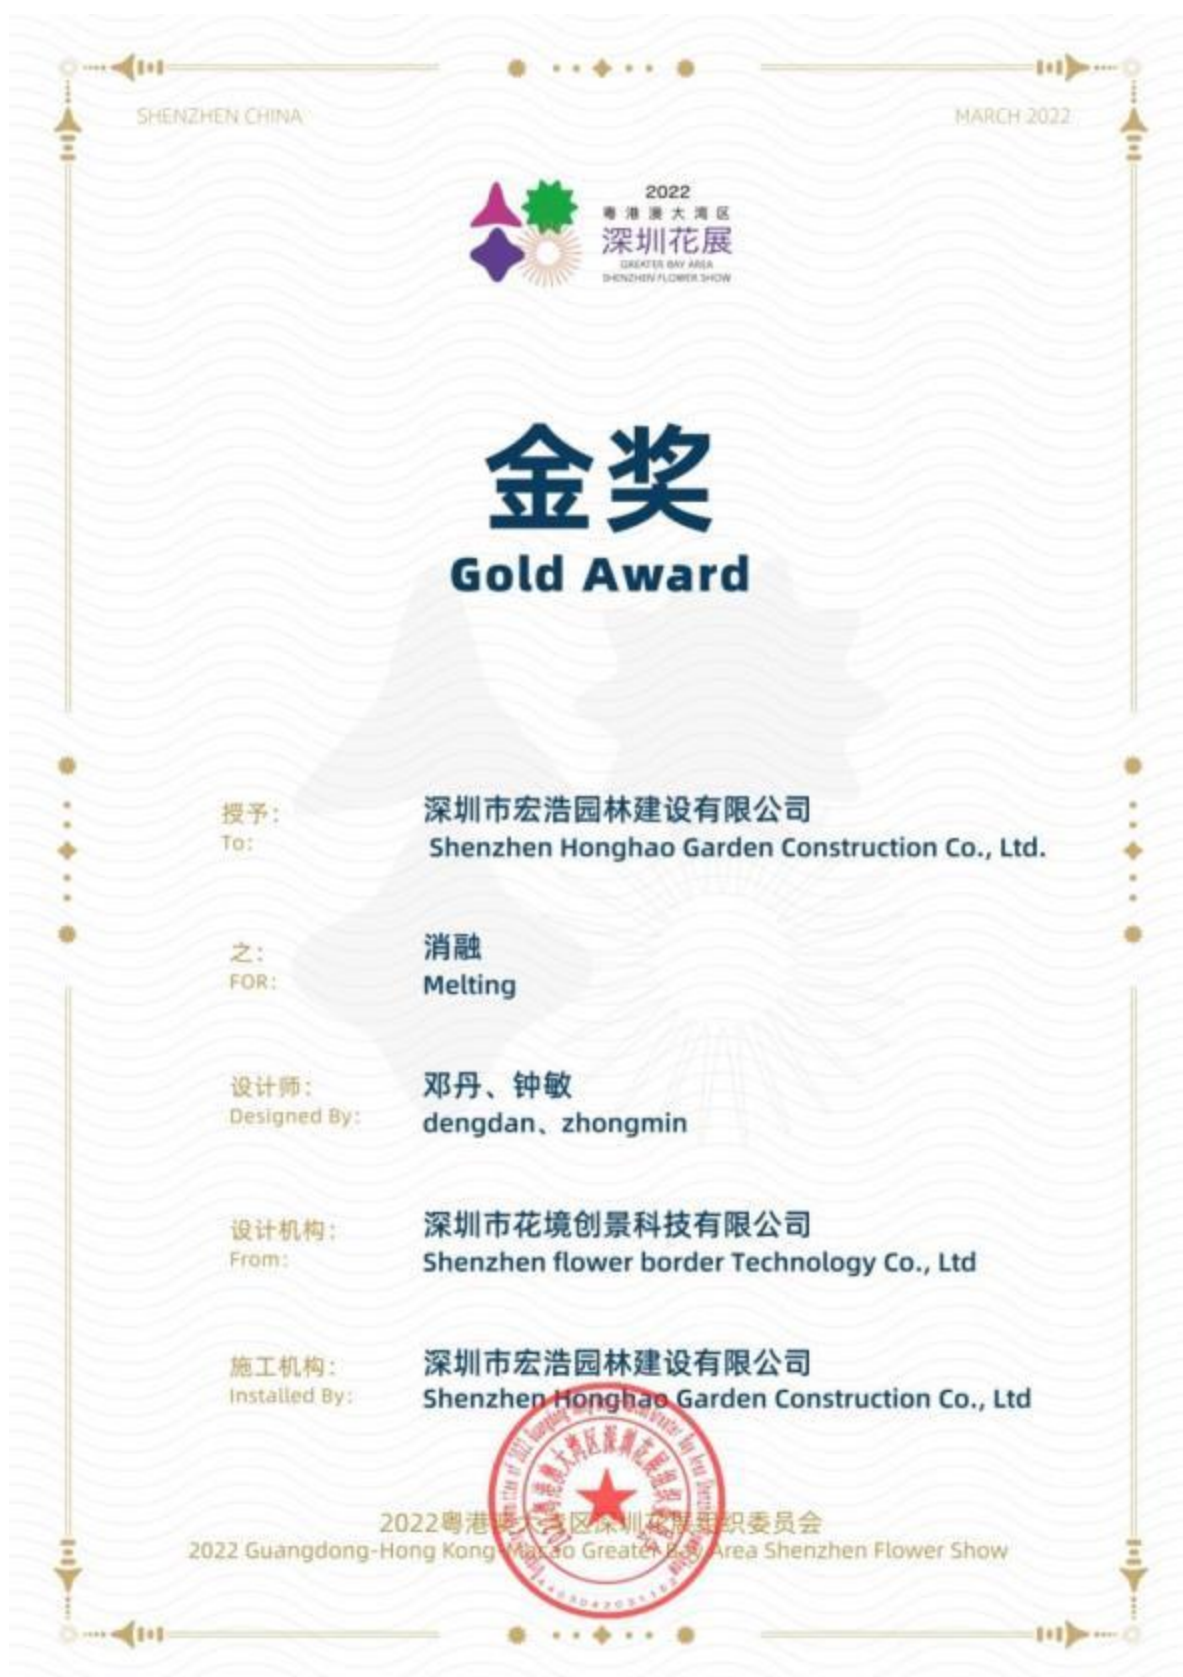 SHENZHEN CHINA
MARCH 2022
2022
粤港澳大湾区
深圳花展
GREATER BAY AREA
SHENZHEN FLOWER SHOW
金奖
Gold Award
授予：
深圳市宏浩园林建设有限公司
To:
Shenzhen Honghao Garden Construction Co., Ltd.
之：
消融
FOR:
Melting
设计师：
邓丹、钟敏
Designed By:
dengdan、zhongmin
设计机构：
深圳市花境创景科技有限公司
From:
Shenzhen flower border Technology Co., Ltd
施工机构：
深圳市宏浩园林建设有限公司
Installed By:
Shenzhen Honghao Garden Construction Co., Ltd
2022粤港澳大湾区深圳花展组织委员会
2022 Guangdong-Hong Kong-Macao Greater Bay Area Shenzhen Flower Show